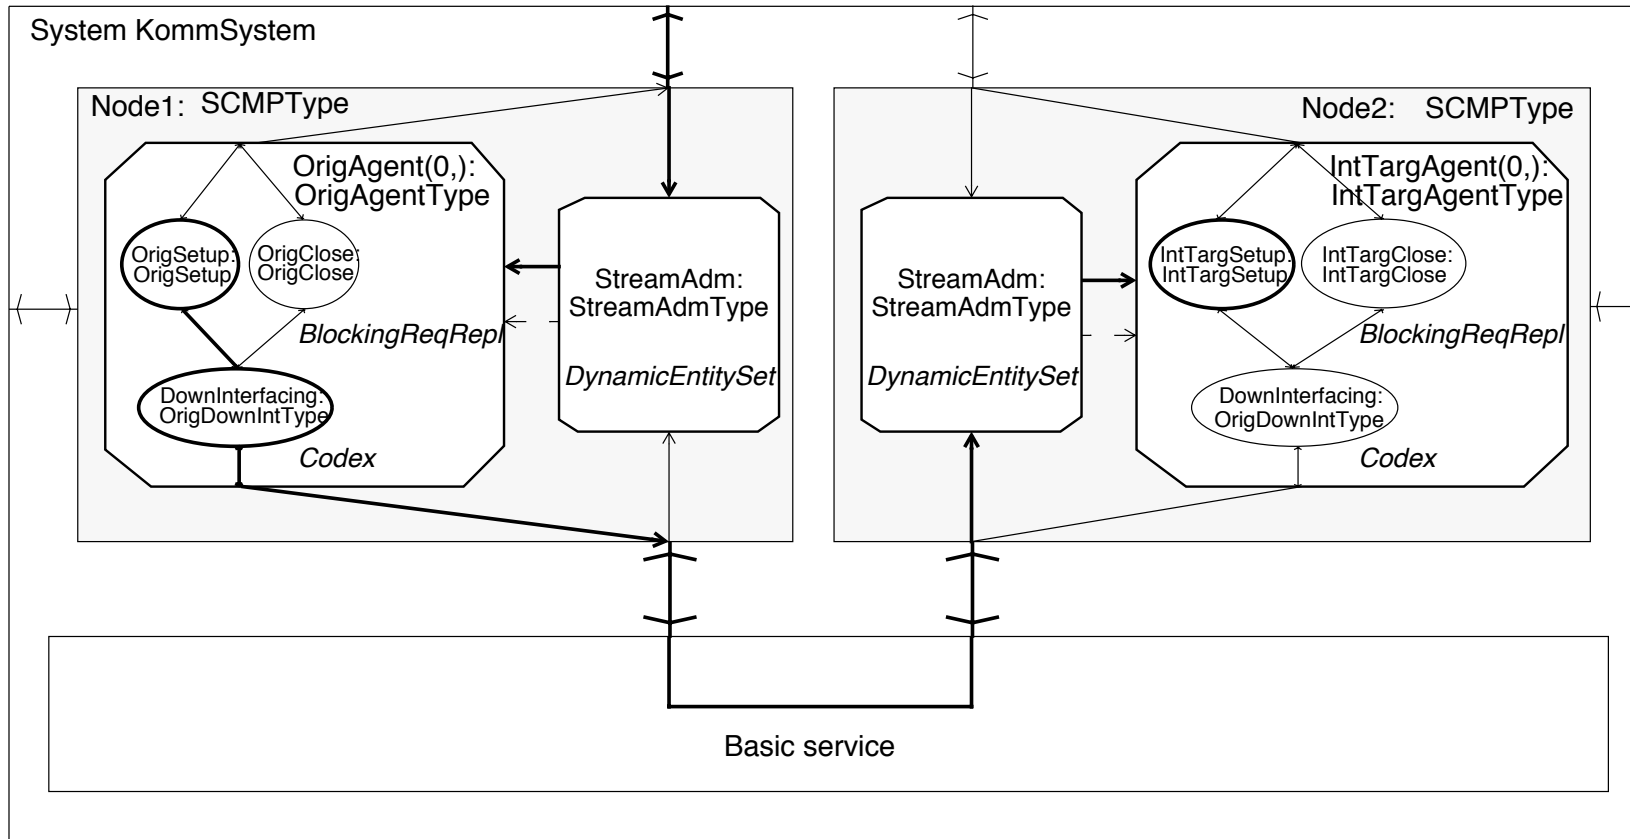 System KommSystem
Node1: SCMPType
OrigAgent(0,):
OrigAgentType
OrigSetup:
OrigSetup
OrigClose:
OrigClose
BlockingReqRepl
DownInterfacing:
OrigDownIntType
Codex
StreamAdm:
StreamAdmType
DynamicEntitySet
Node2: SCMPType
StreamAdm:
StreamAdmType
DynamicEntitySet
IntTargAgent(0,):
IntTargAgentType
IntTargSetup:
IntTargSetup
IntTargClose:
IntTargClose
BlockingReqRepl
DownInterfacing:
OrigDownIntType
Codex
Basic service